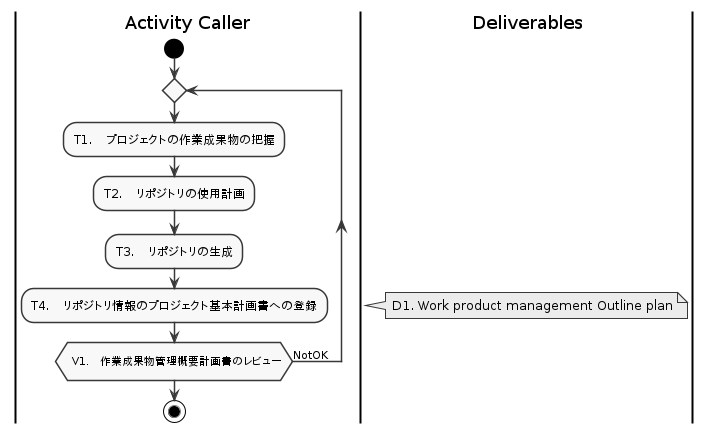 Activity Caller
Deliverables
T1.　プロジェクトの作業成果物の把握
T2.　リポジトリの使用計画
T3.　リポジトリの生成
T4.　リポジトリ情報のプロジェクト基本計画書への登録
D1. Work product management Outline plan
V1.　作業成果物管理概要計画書のレビュー
NotOK